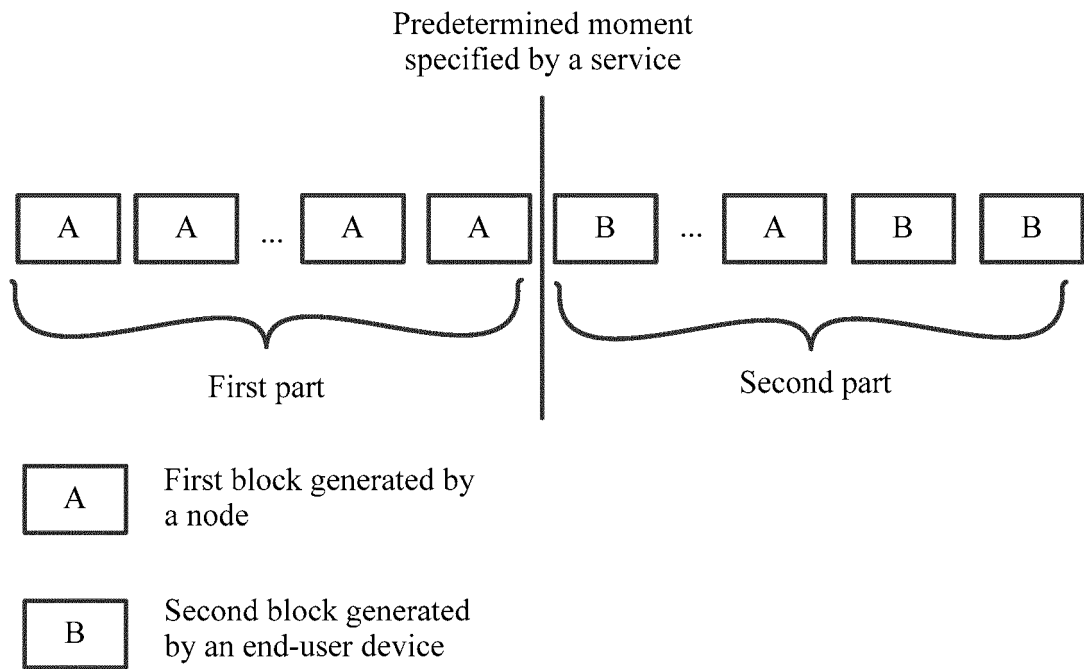 Predetermined moment
specified by a service
A A ... A A B ... A B B
First part
Second part
A
First block generated by
a node
B
Second block generated
by an end-user device